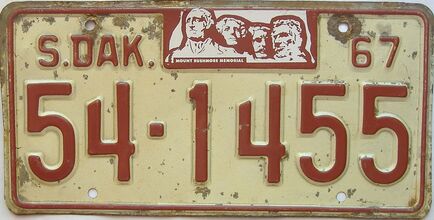 S.DAK. 67
MOUNT RUSHMORE MEMORIAL
54·1455